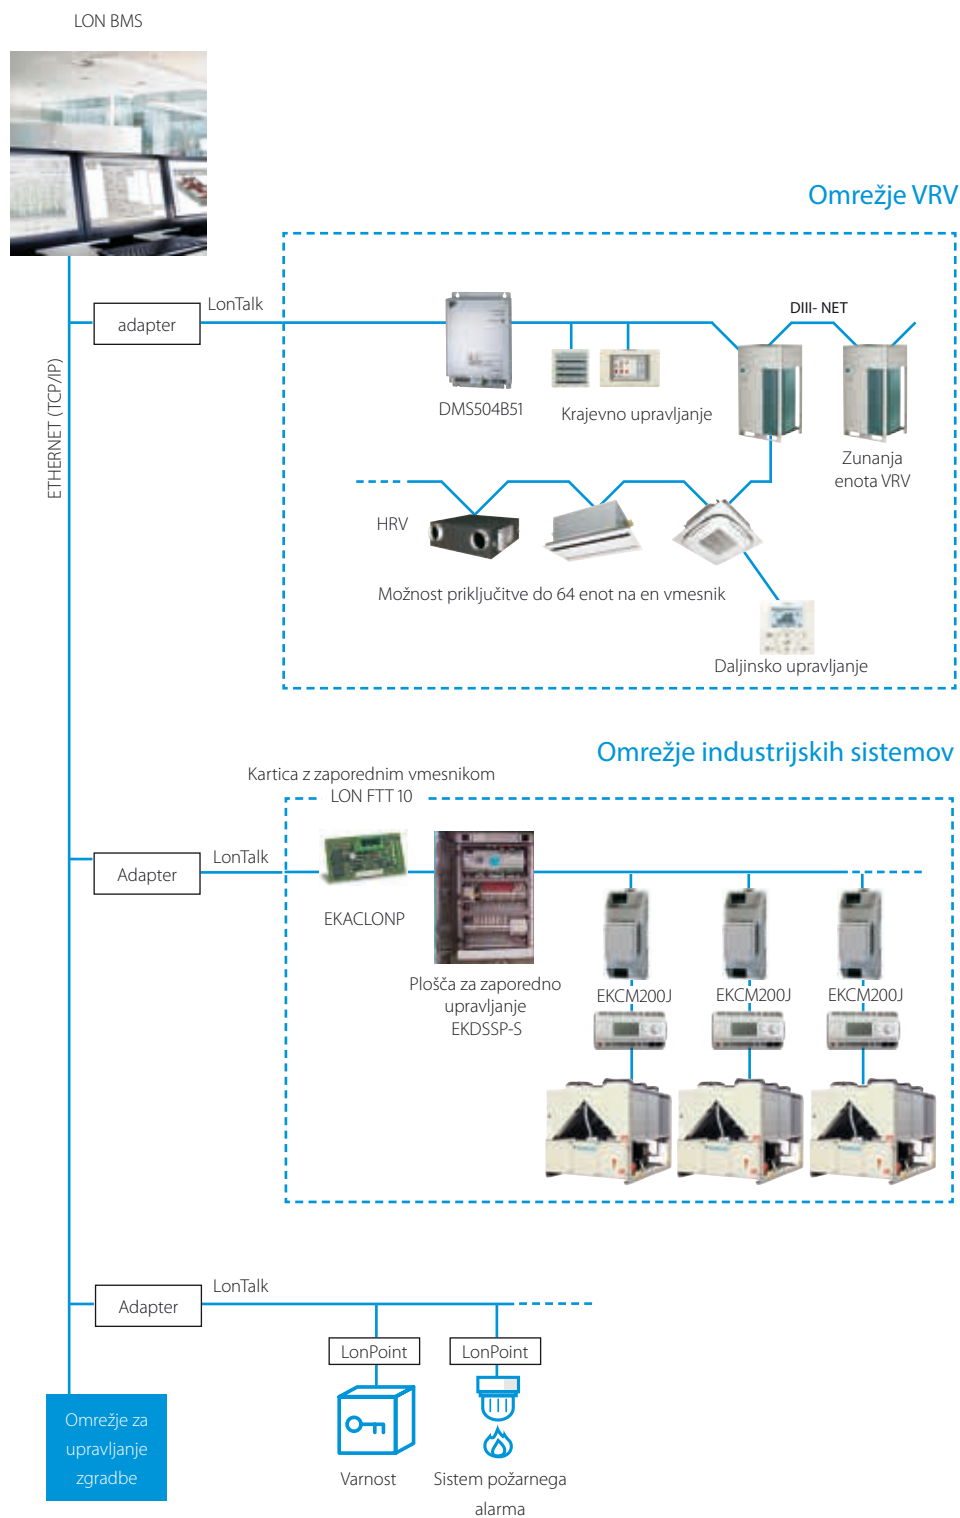 LON BMS
Omrežje VRV
ETHERNET (TCP/IP)
adapter
LonTalk
DIII- NET
DMS504B51
Krajevno upravljanje
Zunanja
enota VRV
HRV
Možnost priključitve do 64 enot na en vmesnik
Daljinsko upravljanje
Omrežje industrijskih sistemov
Kartica z zaporednim vmesnikom
LON FTT 10
Adapter
LonTalk
EKACLONP
Plošča za zaporedno
upravljanje
EKDSSP-S
EKCM200J
EKCM200J
EKCM200J
Adapter
LonTalk
LonPoint
LonPoint
Omrežje za
upravljanje
zgradbe
Varnost
Sistem požarnega
alarma